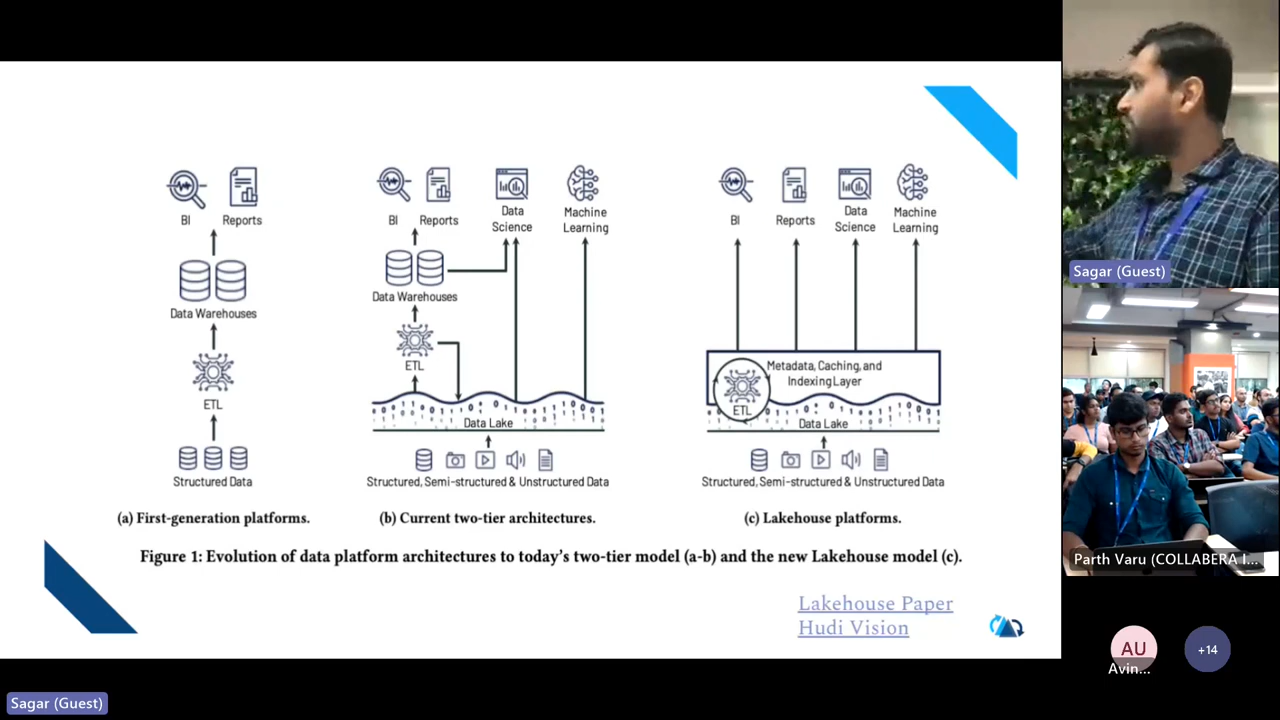 BI
Reports
Data Warehouses
ETL
Structured Data
(a) First-generation platforms.
BI
Reports
Data
Science
Machine
Learning
Data Warehouses
ETL
Data Lake
Structured, Semi-structured & Unstructured Data
(b) Current two-tier architectures.
BI
Reports
Data
Science
Machine
Learning
Metadata, Caching, and
Indexing Layer
ETL
Data Lake
Structured, Semi-structured & Unstructured Data
(c) Lakehouse platforms.
Figure 1: Evolution of data platform architectures to today's two-tier model (a-b) and the new Lakehouse model (c).
Lakehouse Paper
Hudi Vision
Sagar (Guest)
Sagar (Guest)
Parth Varu (COLLABERA I...
AU
Avin...
+14